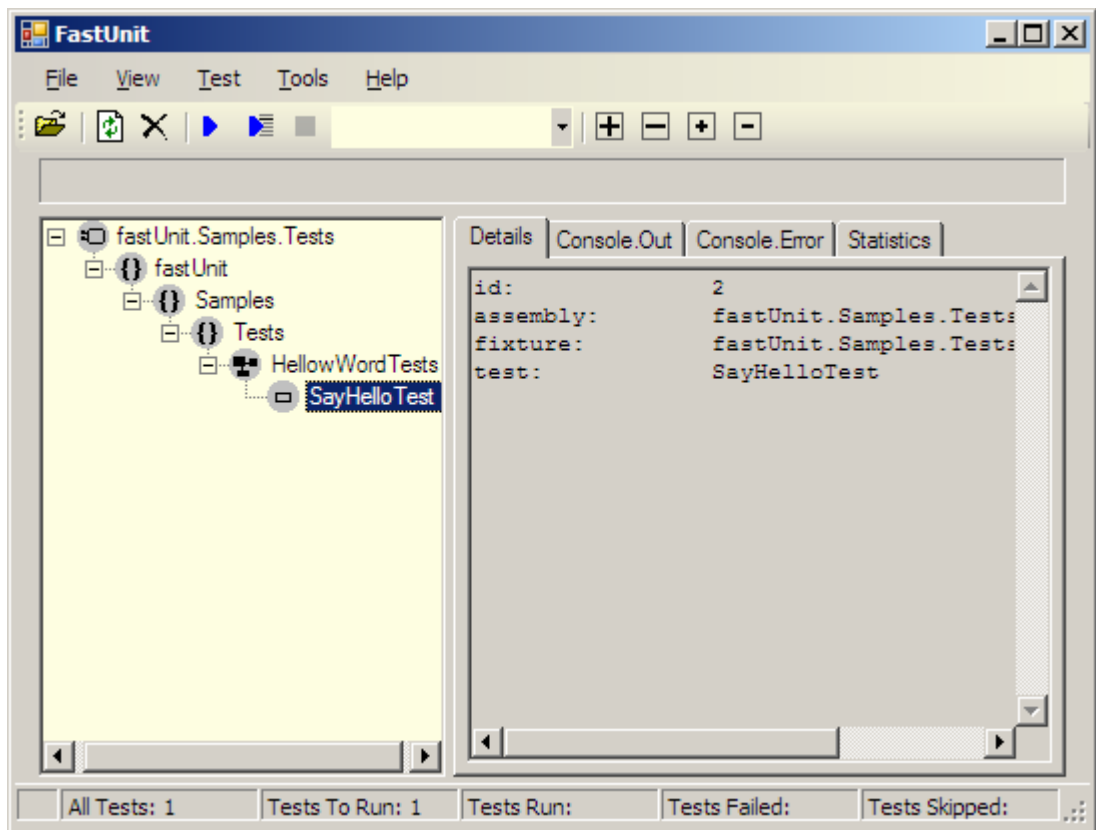 FastUnit
File View Test Tools Help
fastUnit.Samples.Tests
fastUnit
Samples
Tests
HellowWordTests
SayHelloTest
Details Console.Out Console.Error Statistics
id: 2
assembly: fastUnit.Samples.Tests
fixture: fastUnit.Samples.Tests
test: SayHelloTest
All Tests: 1 Tests To Run: 1 Tests Run: Tests Failed: Tests Skipped: